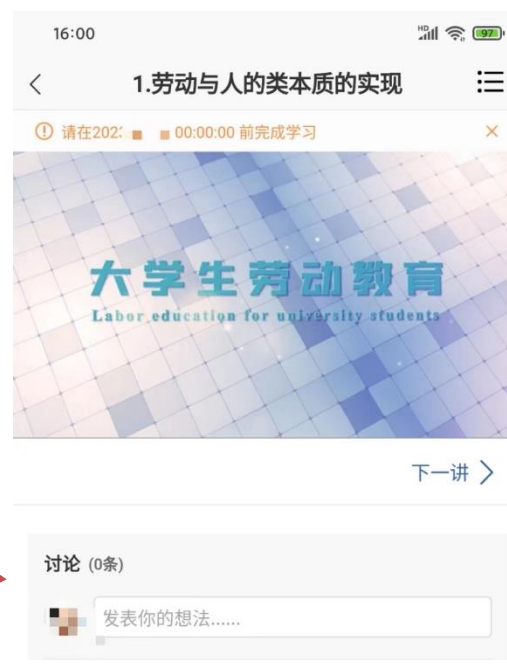 16:00
HD
97
1.劳动与人的类本质的实现
请在202 00:00:00 前完成学习
大学生劳动教育
Labor education for university students
下一讲
讨论 (0条)
发表你的想法......